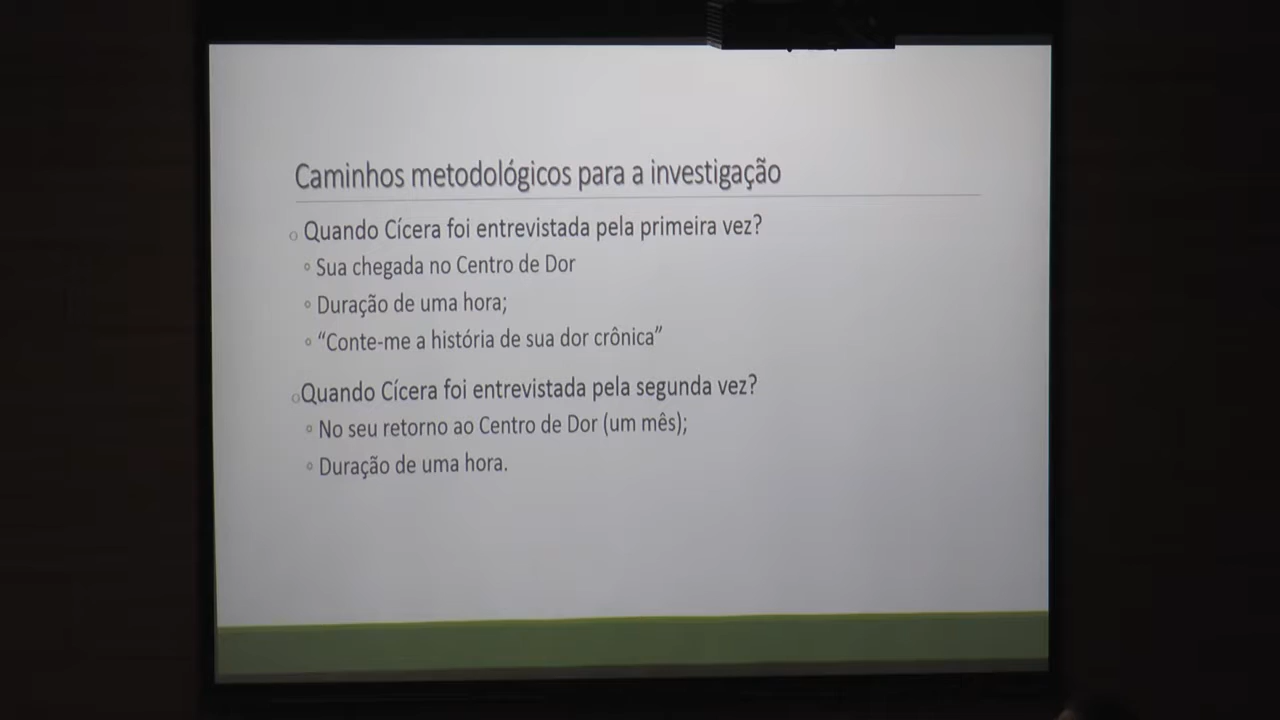 Caminhos metodológicos para a investigação
Quando Cícera foi entrevistada pela primeira vez?
Sua chegada no Centro de Dor
Duração de uma hora;
“Conte-me a história de sua dor crônica”
Quando Cícera foi entrevistada pela segunda vez?
No seu retorno ao Centro de Dor (um mês);
Duração de uma hora.